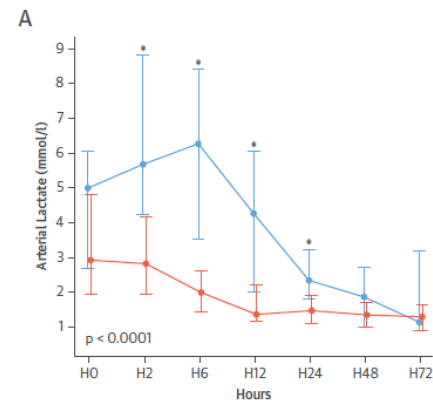 A
9
8
7
6
5
4
3
2
1
Arterial Lactate (mmol/l)
*
*
*
*
p < 0.0001
H0 H2 H6 H12 H24 H48 H72
Hours